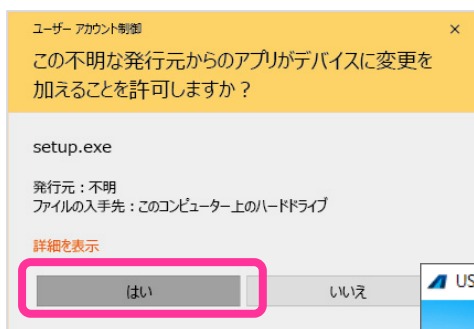 ユーザー アカウント制御
×
この不明な発行元からのアプリがデバイスに変更を
加えることを許可しますか？
setup.exe
発行元：不明
ファイルの入手先：このコンピューター上のハードドライブ
詳細を表示
はい
いいえ
US